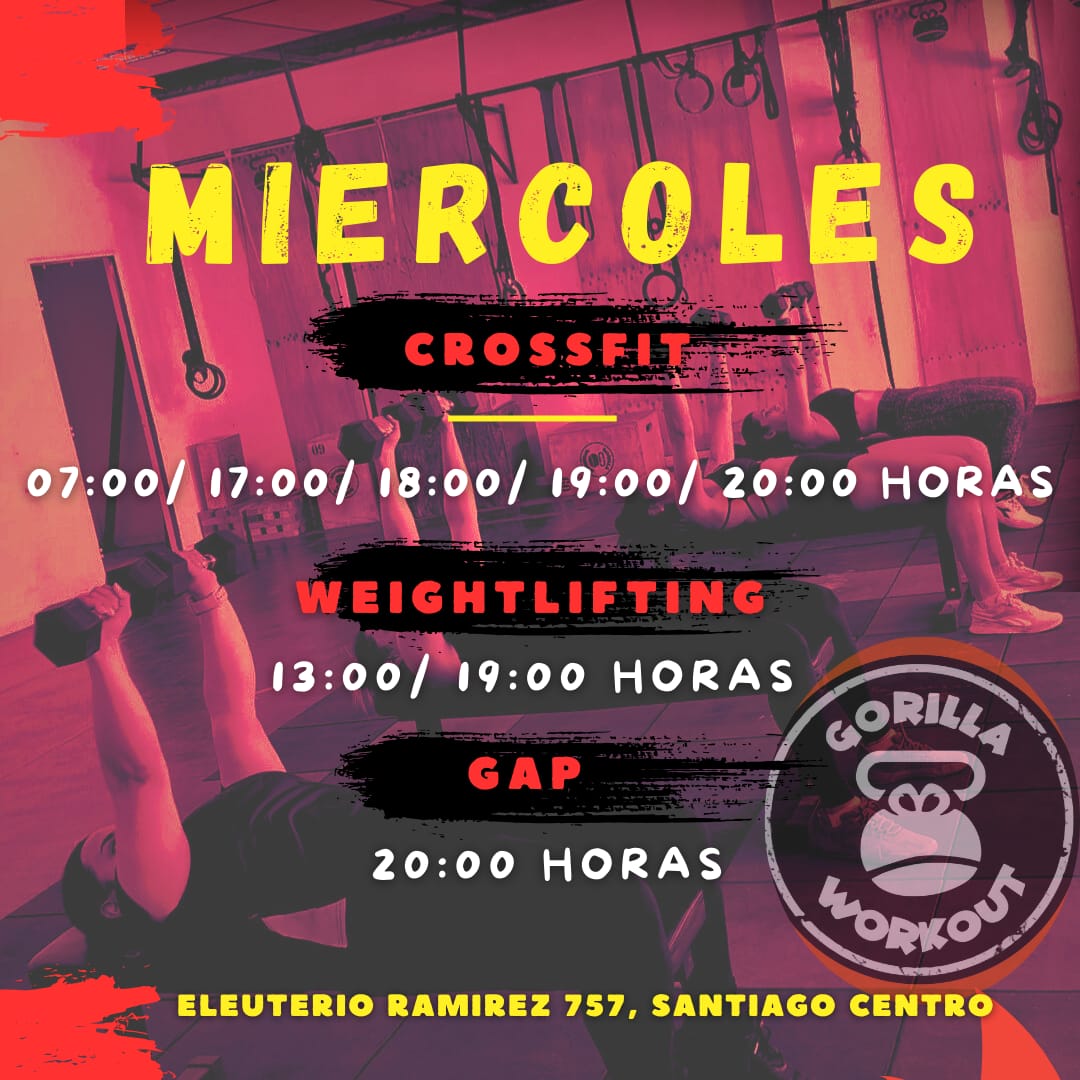 MIERCOLES
CROSSFIT
07:00/ 17:00/ 18:00/ 19:00/ 20:00 HORAS
WEIGHTLIFTING
13:00/ 19:00 HORAS
GAP
20:00 HORAS
GORILLA
WORKOUT
ELEUTERIO RAMIREZ 757, SANTIAGO CENTRO